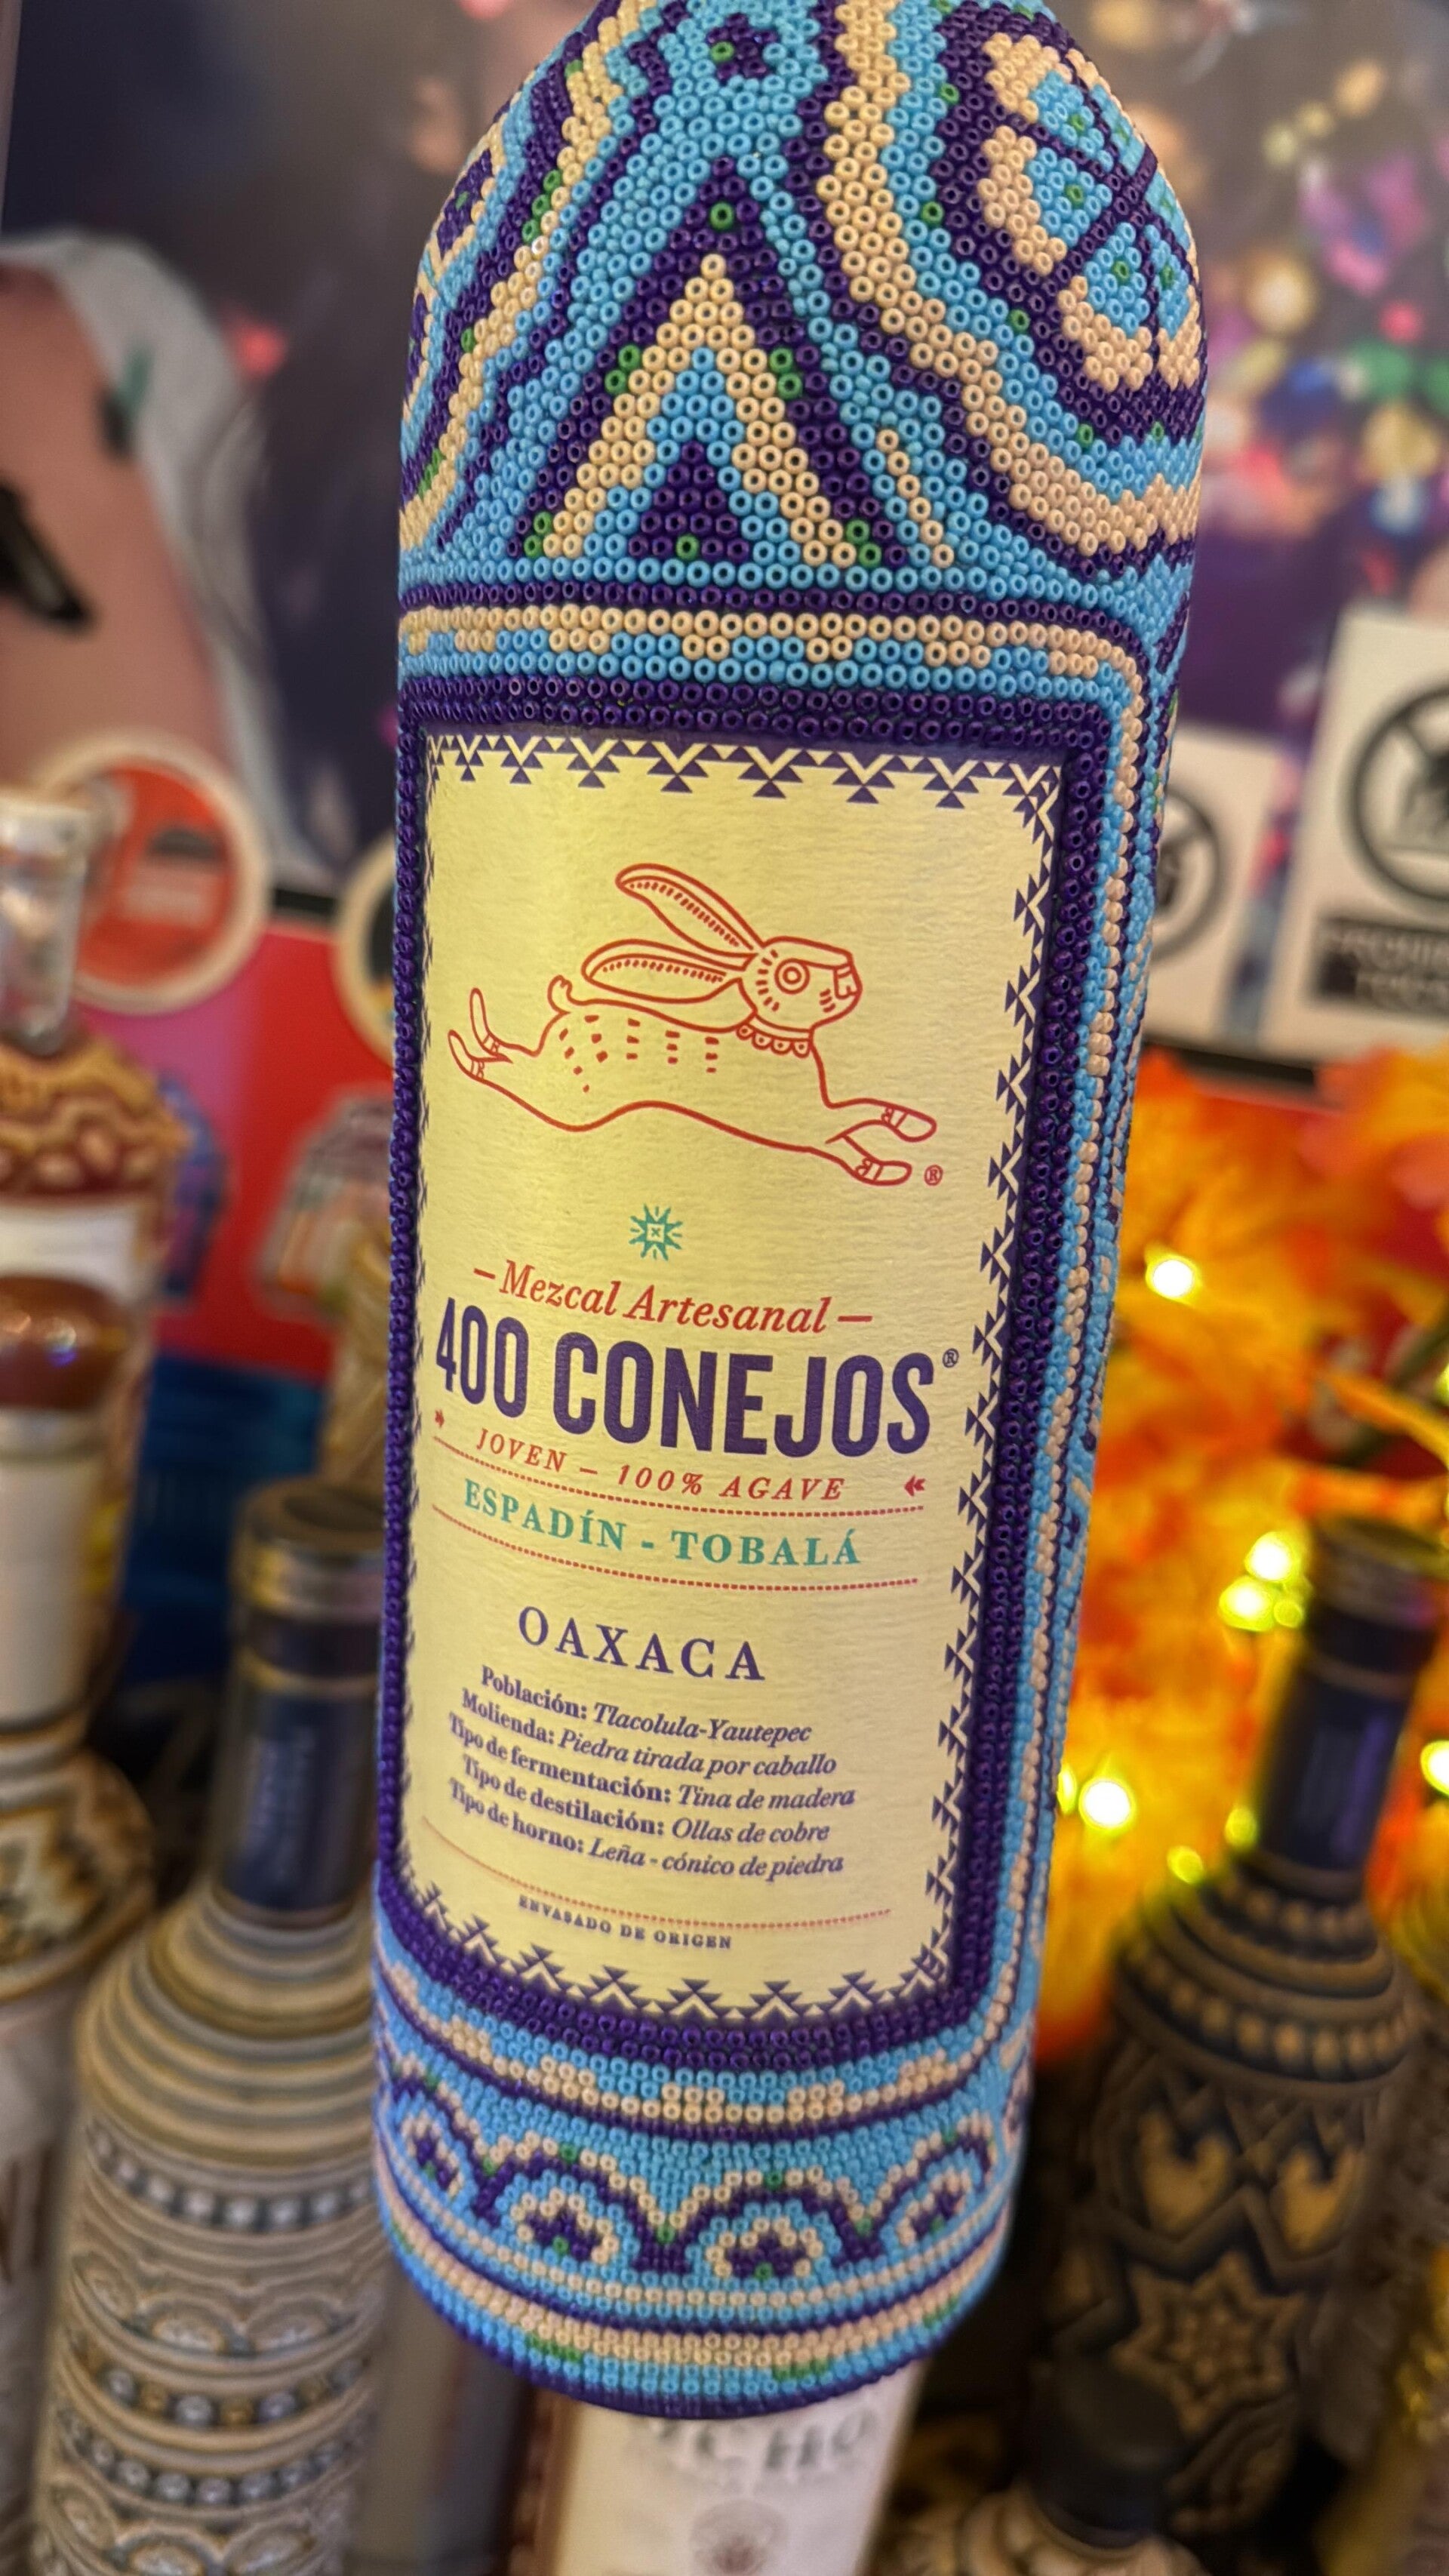 ®
—Mezcal Artesanal—
400 CONEJOS®
JOVEN — 100% AGAVE
ESPADÍN - TOBALÁ
OAXACA
Población: Tlacolula-Yautepec
Molienda: Piedra tirada por caballo
Tipo de fermentación: Tina de madera
Tipo de destilación: Ollas de cobre
Tipo de horno: Leña - cónico de piedra
ENVASADO DE ORIGEN